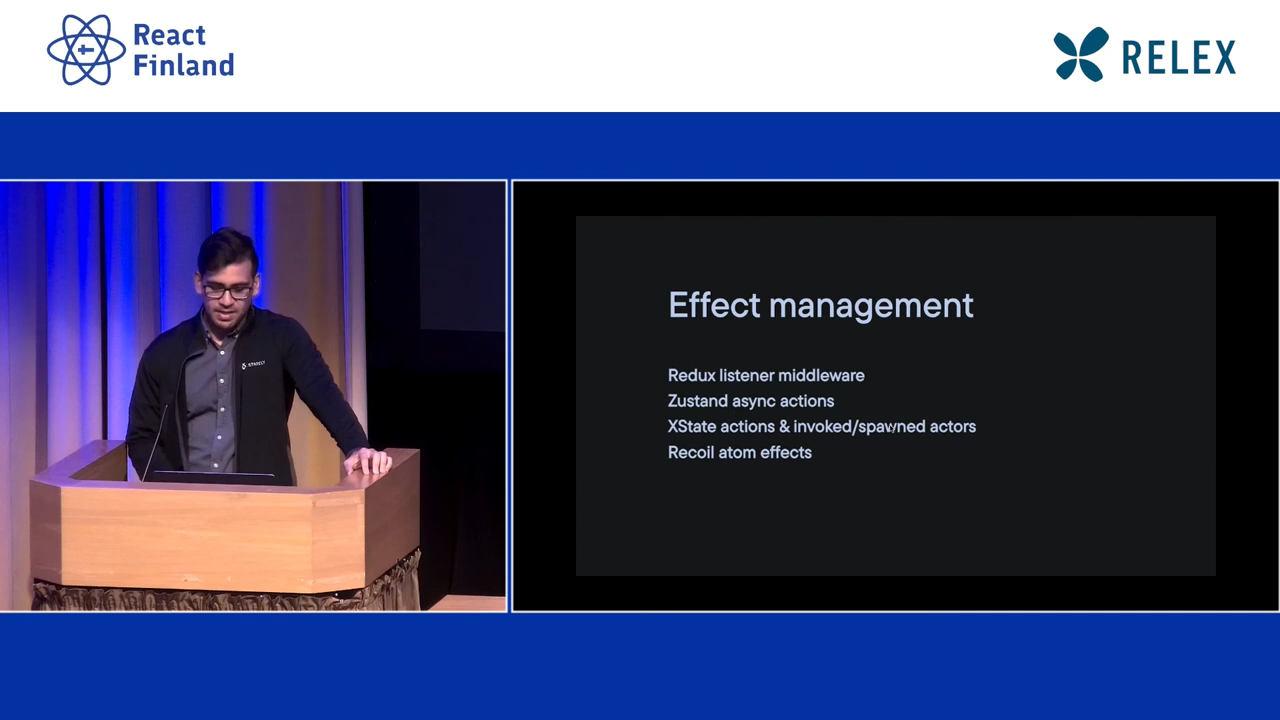 React
Finland
RELEX
STATELY
Effect management
Redux listener middleware
Zustand async actions
XState actions & invoked/spawned actors
Recoil atom effects